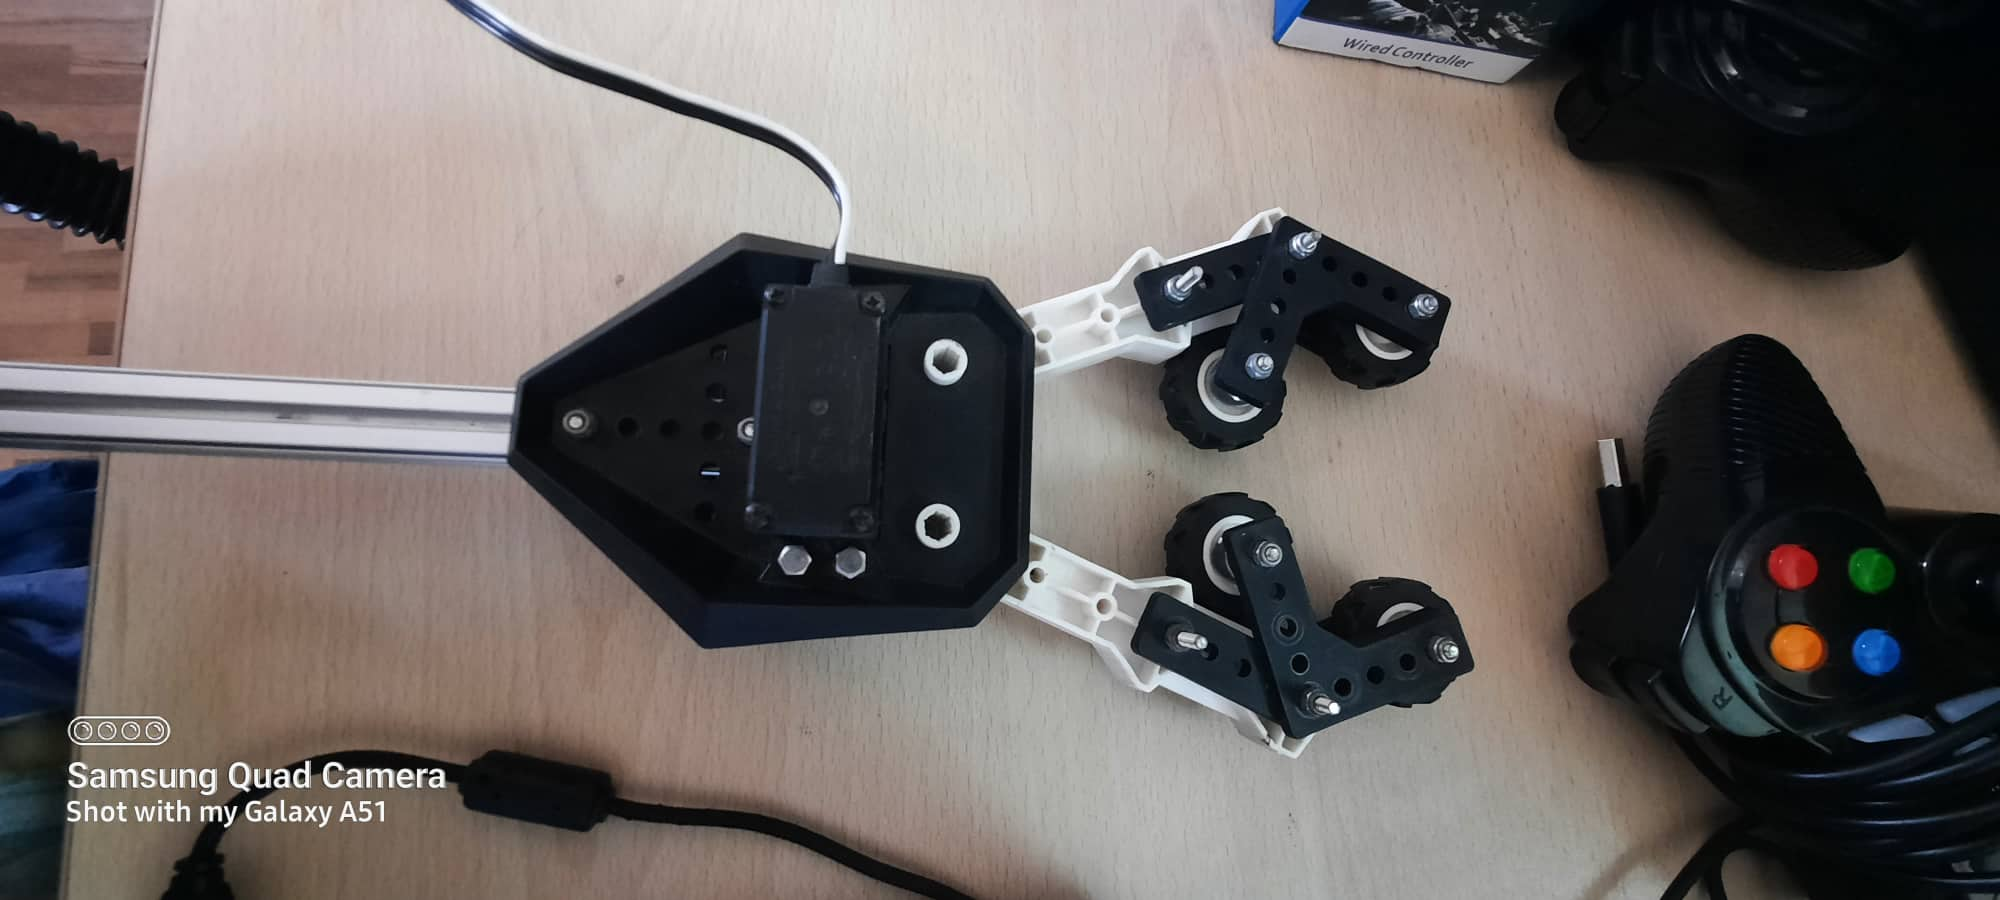 Wired Controller
R
Samsung Quad Camera
Shot with my Galaxy A51